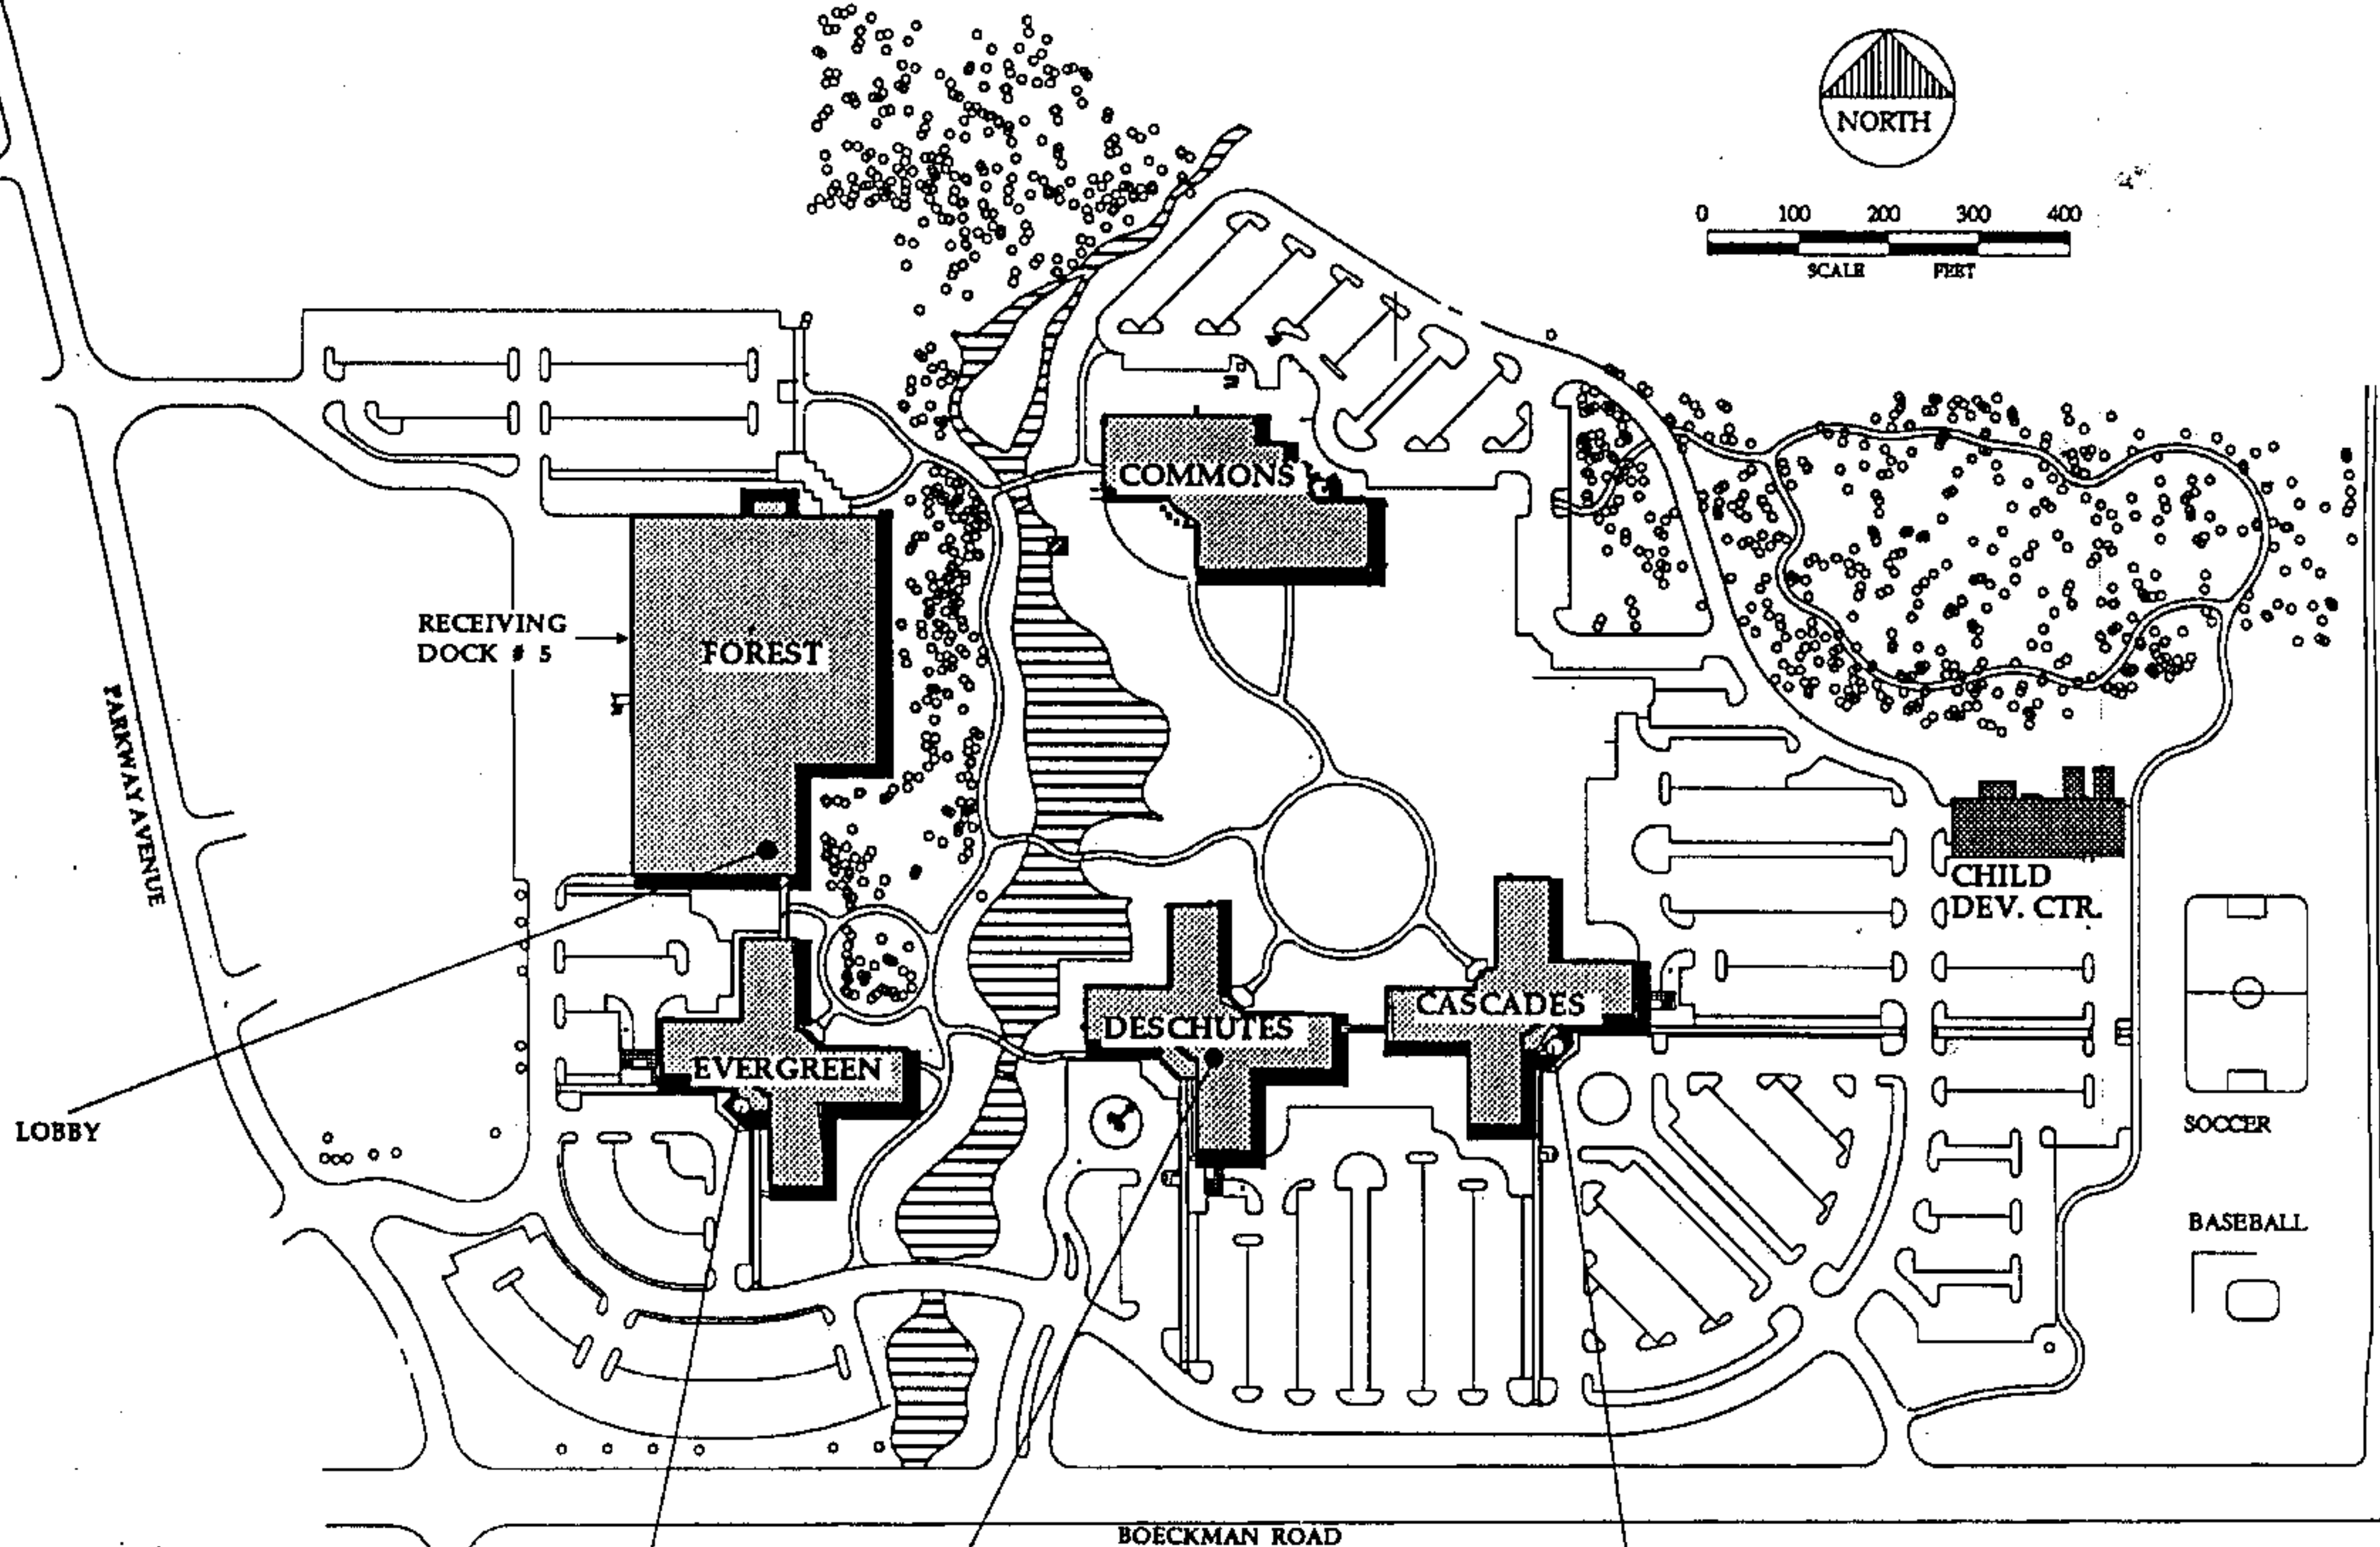 NORTH
0 100 200 300 400
SCALE FEET
COMMONS
RECEIVING
DOCK # 5
FOREST
PARKWAY AVENUE
CHILD
DEV. CTR.
CASCADES
DESCHUTES
EVERGREEN
LOBBY
SOCCER
BASEBALL
BOECKMAN ROAD